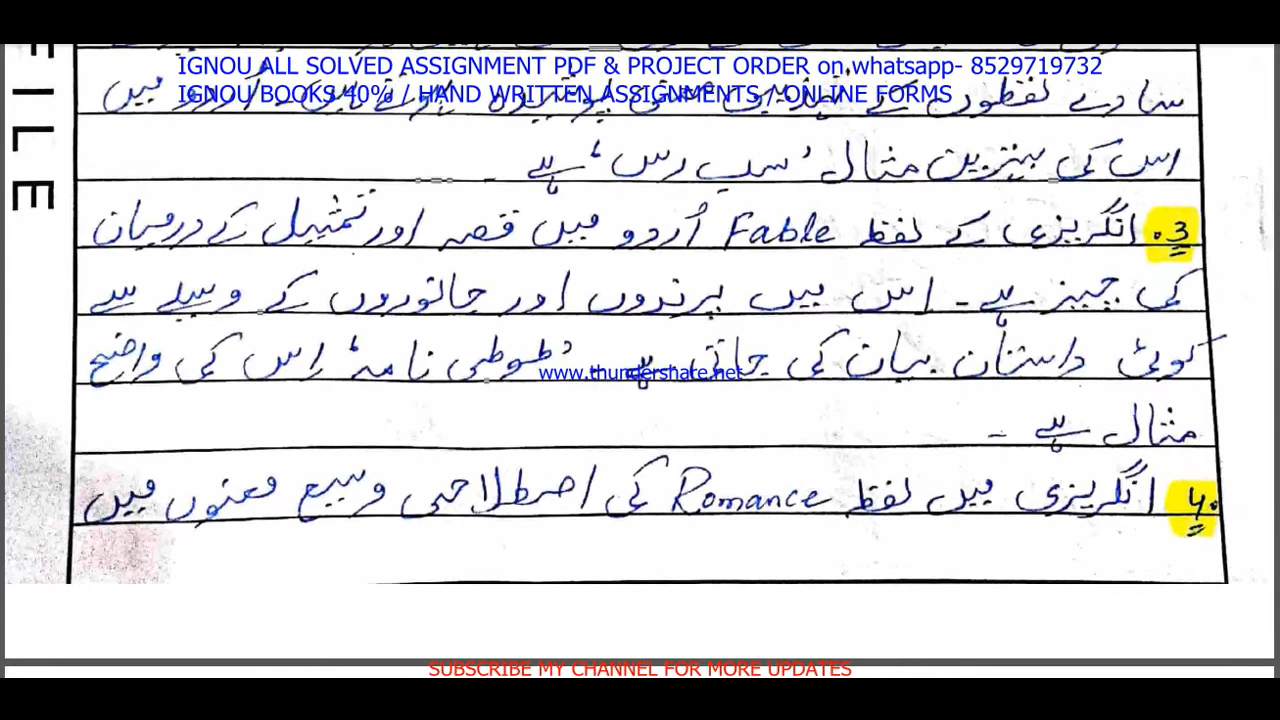 FILE
IGNOU ALL SOLVED ASSIGNMENT PDF & PROJECT ORDER on whatsapp- 8529719732
IGNOU BOOKS 40% / HAND WRITTEN ASSIGNMENTS / ONLINE FORMS
سادے لفظوں کے میں
اس کی بہترین مثال ’سب رس‘ ہے ۔
3۔ انگریزی کے لفظ Fable اُردو میں قصہ اور تمثیل کے درمیان
کی چیز ہے۔ اس میں پرندوں اور جانوروں کے وسیلے سے
کوئی داستان بیان کی جاتی ہے ’طوطی نامہ‘ اس کی واضح
www.thundershare.net
مثال ہے ۔
4۔ انگریزی میں لفظ Romance کی اصطلاحی وسیع معنوں میں
SUBSCRIBE MY CHANNEL FOR MORE UPDATES